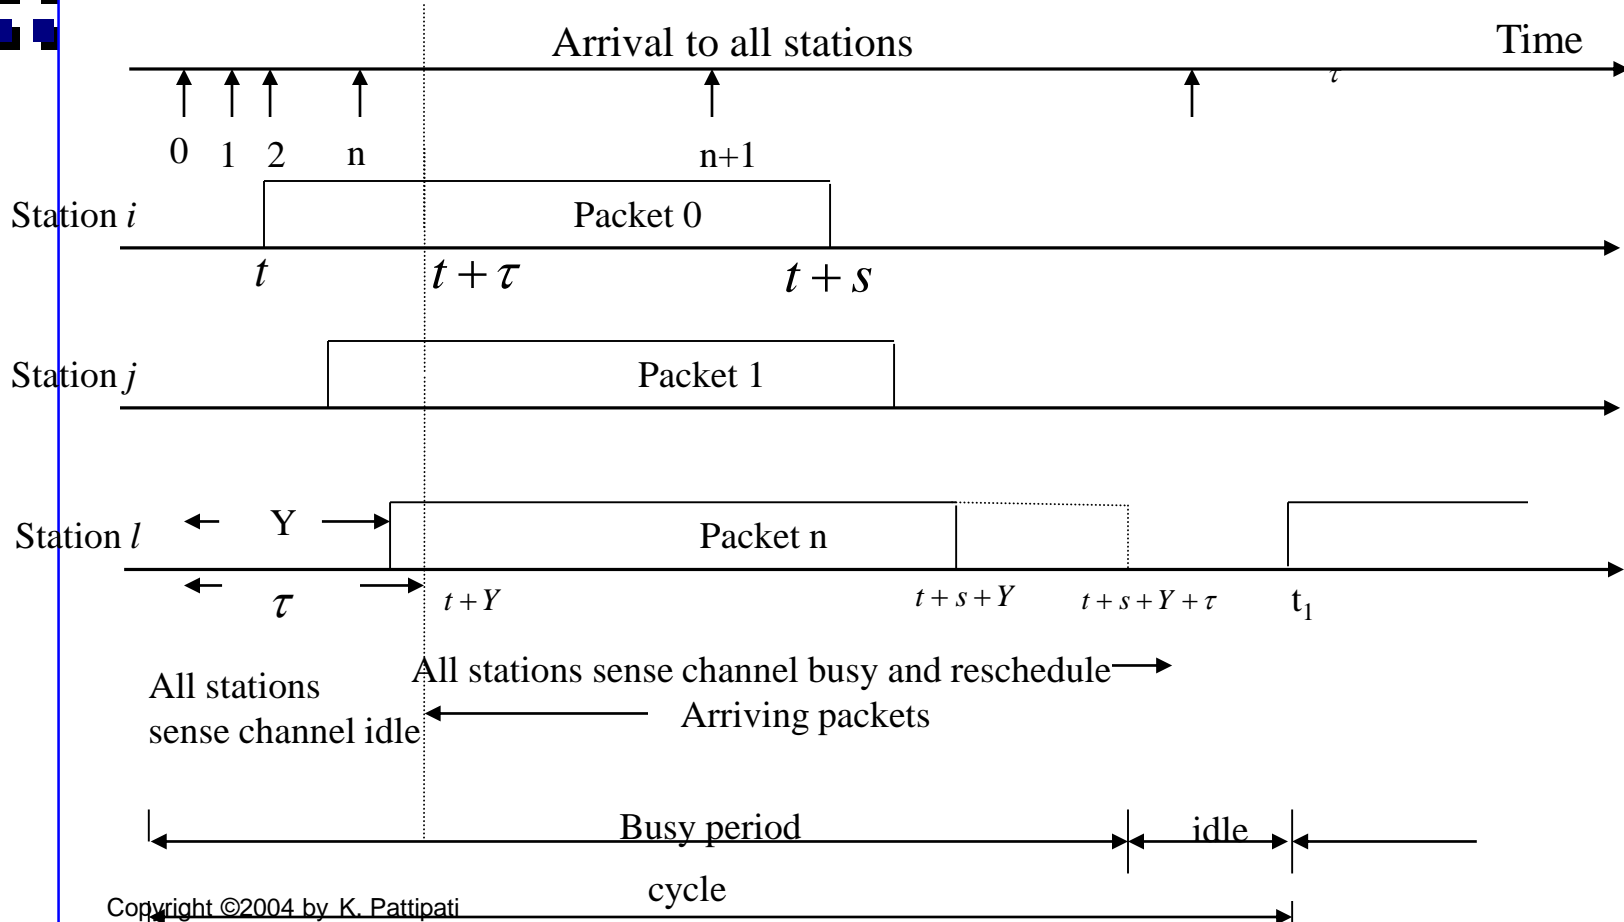 Arrival to all stations
Time
τ
0 1 2 n n+1
Station i
Packet 0
t t + τ t + s
Station j
Packet 1
Y
Station l
Packet n
τ t + Y t + s + Y t + s + Y + τ t₁
All stations sense channel busy and reschedule
All stations
sense channel idle
Arriving packets
Busy period
idle
cycle
Copyright ©2004 by K. Pattipati